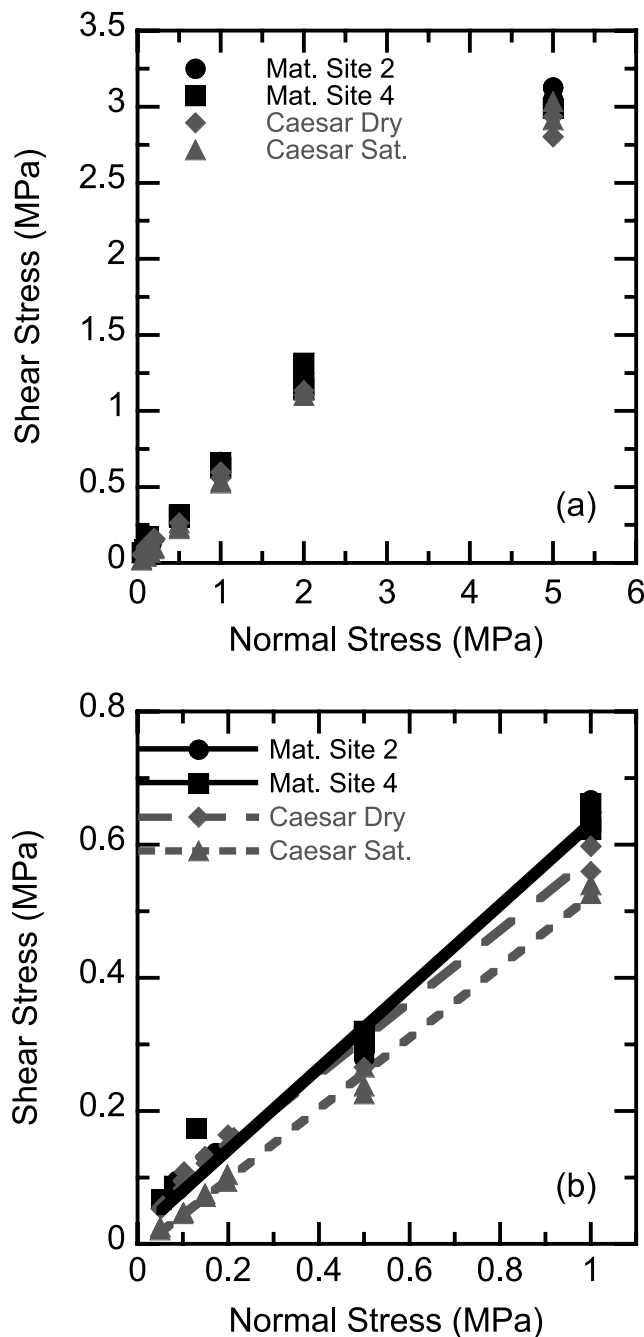 3.5
Mat. Site 2
3
Mat. Site 4
Caesar Dry
Caesar Sat.
2.5
2
1.5
1
0.5
0
Shear Stress (MPa)
(a)
0 1 2 3 4 5 6
Normal Stress (MPa)
0.8
Mat. Site 2
Mat. Site 4
Caesar Dry
Caesar Sat.
0.6
0.4
0.2
0
Shear Stress (MPa)
(b)
0 0.2 0.4 0.6 0.8 1
Normal Stress (MPa)